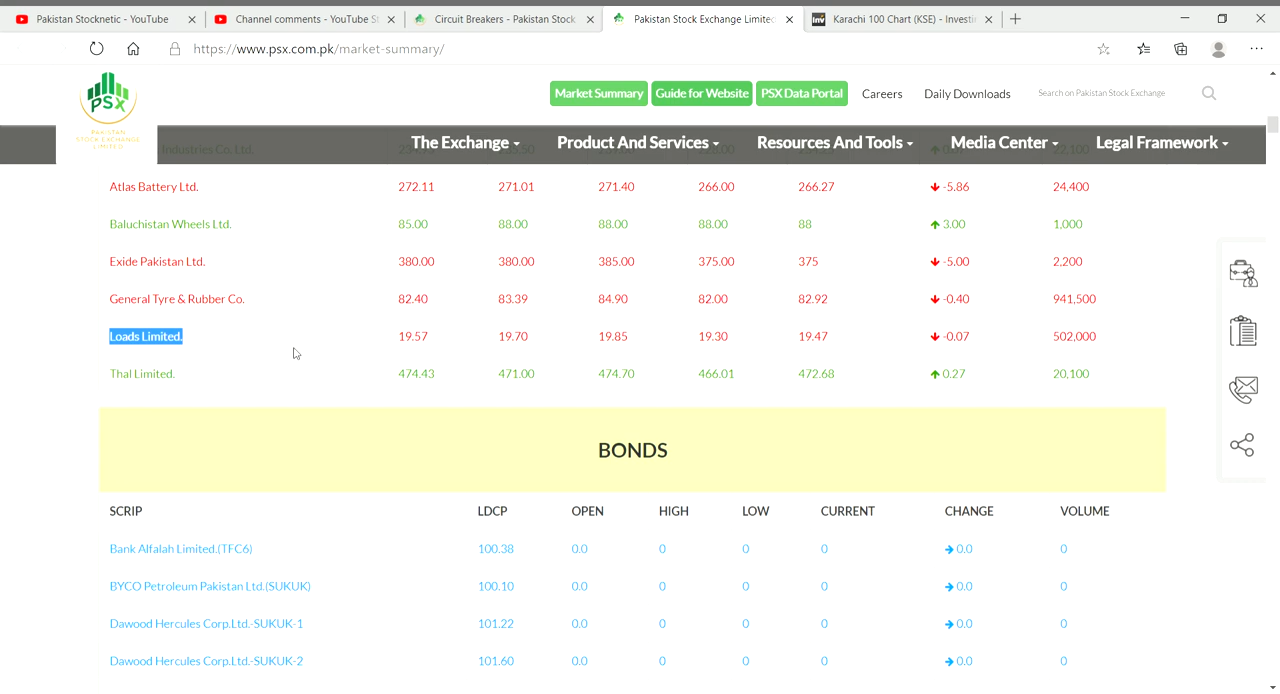 Pakistan Stocknetic - YouTube
Channel comments - YouTube St
Circuit Breakers - Pakistan Stock
Pakistan Stock Exchange Limited
Karachi 100 Chart (KSE) - Investi
https://www.psx.com.pk/market-summary/
PSX
PAKISTAN
STOCK EXCHANGE
LIMITED
Market Summary Guide for Website PSX Data Portal Careers Daily Downloads Search on Pakistan Stock Exchange
The Exchange Product And Services Resources And Tools Media Center Legal Framework
Industries Co. Ltd.
Atlas Battery Ltd. 272.11 271.01 271.40 266.00 266.27 -5.86 24,400
Baluchistan Wheels Ltd. 85.00 88.00 88.00 88.00 88 3.00 1,000
Exide Pakistan Ltd. 380.00 380.00 385.00 375.00 375 -5.00 2,200
General Tyre & Rubber Co. 82.40 83.39 84.90 82.00 82.92 -0.40 941,500
Loads Limited. 19.57 19.70 19.85 19.30 19.47 -0.07 502,000
Thal Limited. 474.43 471.00 474.70 466.01 472.68 0.27 20,100
BONDS
SCRIP LDCP OPEN HIGH LOW CURRENT CHANGE VOLUME
Bank Alfalah Limited.(TFC6) 100.38 0.0 0 0 0 0.0 0
BYCO Petroleum Pakistan Ltd.(SUKUK) 100.10 0.0 0 0 0 0.0 0
Dawood Hercules Corp.Ltd.-SUKUK-1 101.22 0.0 0 0 0 0.0 0
Dawood Hercules Corp.Ltd.-SUKUK-2 101.60 0.0 0 0 0 0.0 0